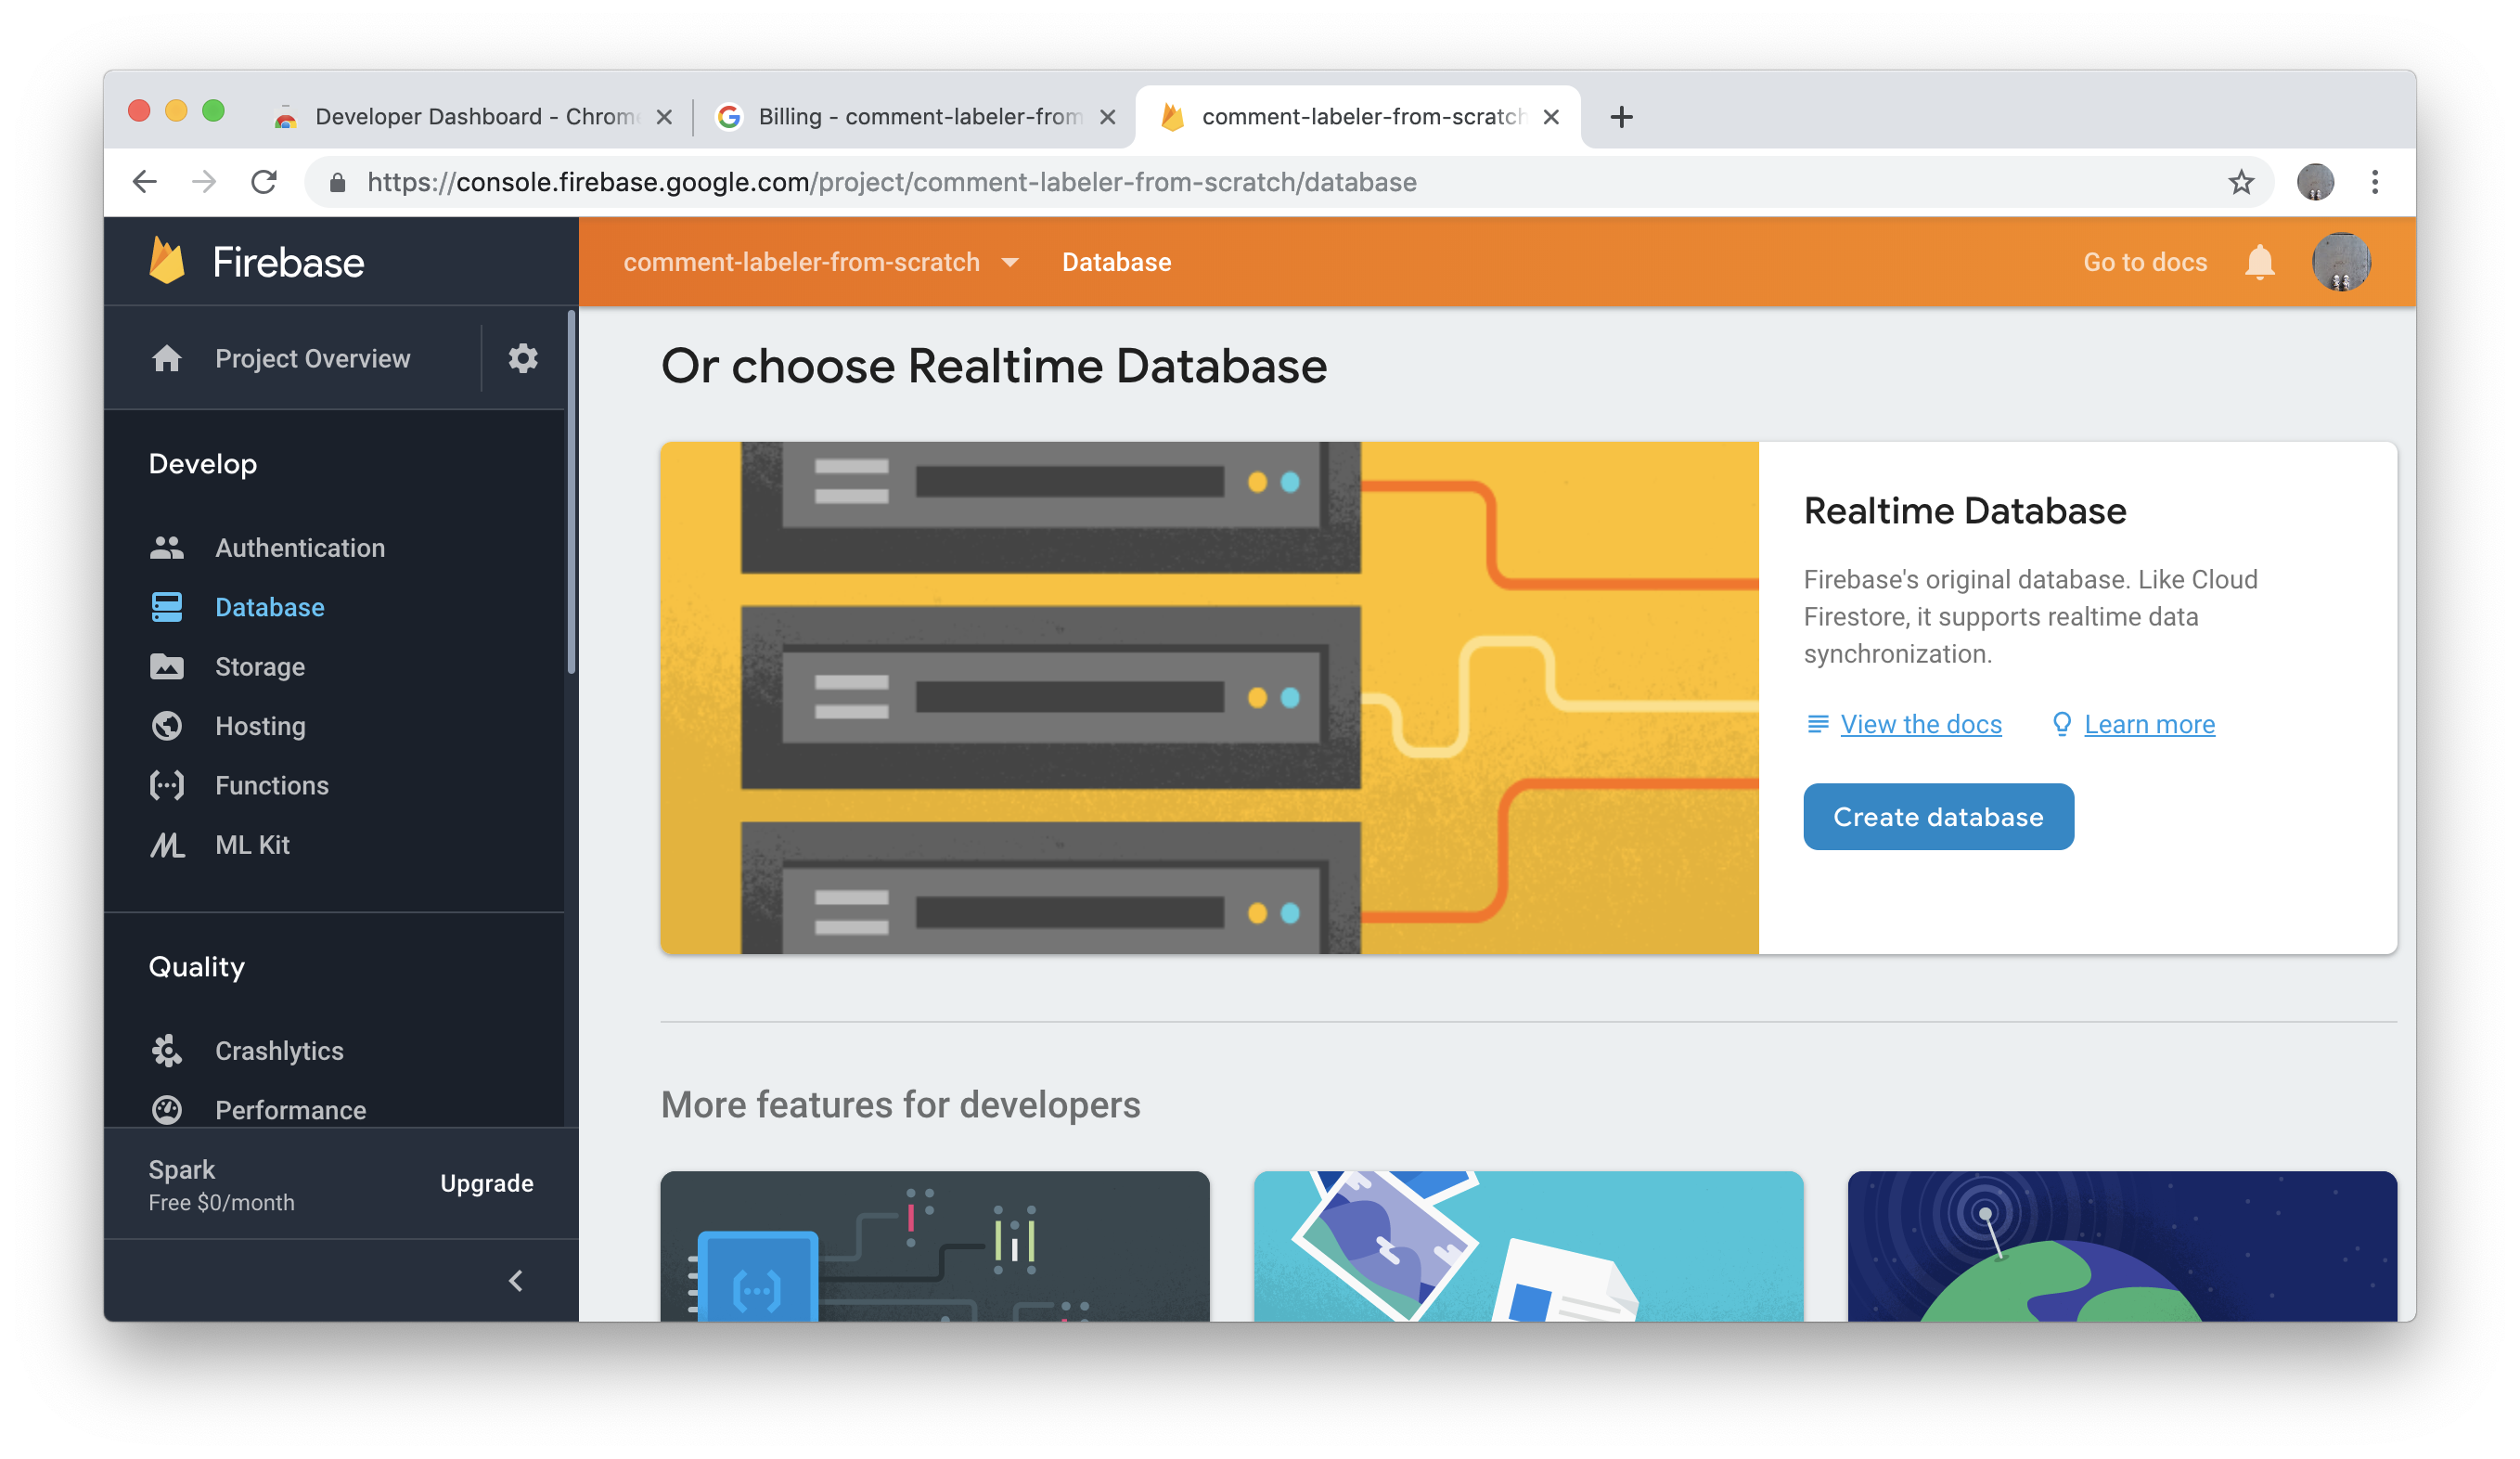 Developer Dashboard - Chrome
Billing - comment-labeler-from
comment-labeler-from-scratch
https://console.firebase.google.com/project/comment-labeler-from-scratch/database
Firebase
comment-labeler-from-scratch
Database
Go to docs
Project Overview
Develop
Authentication
Database
Storage
Hosting
Functions
ML Kit
Quality
Crashlytics
Performance
Spark
Free $0/month
Upgrade
Or choose Realtime Database
Realtime Database
Firebase's original database. Like Cloud
Firestore, it supports realtime data
synchronization.
View the docs
Learn more
Create database
More features for developers